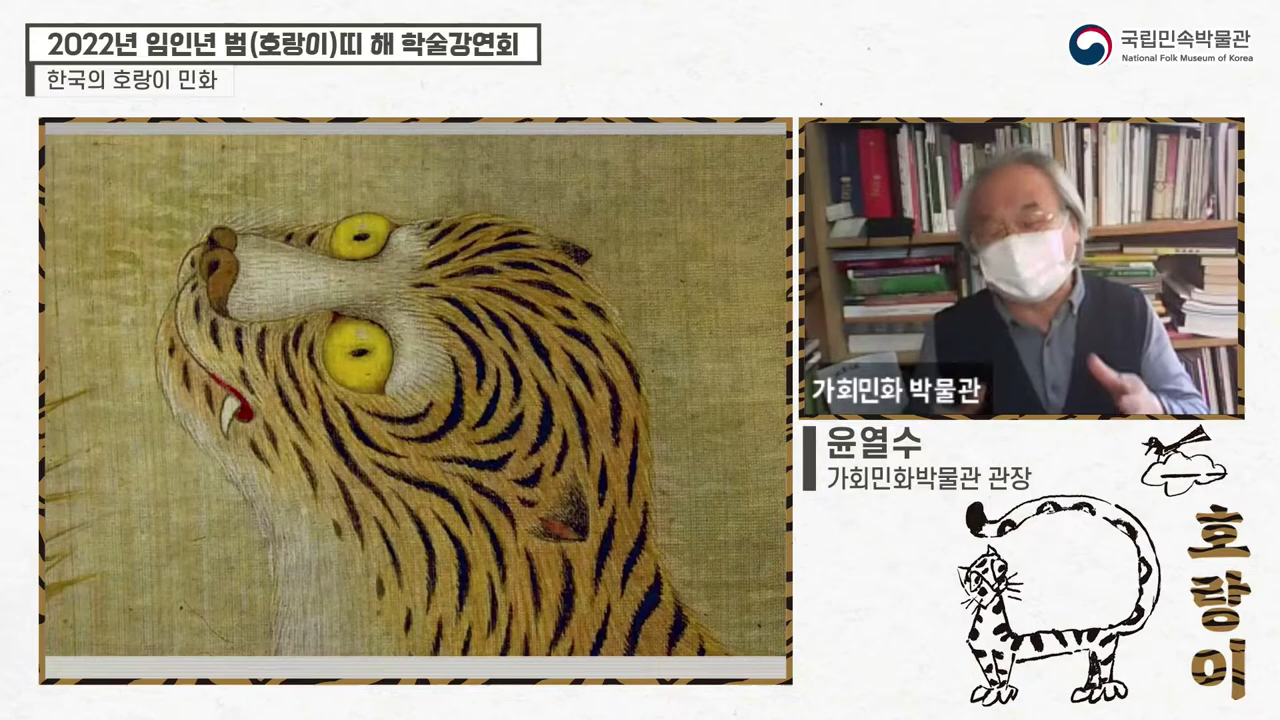 2022년 임인년 범(호랑이)띠 해 학술강연회
한국의 호랑이 민화
국립민속박물관
National Folk Museum of Korea
가회민화 박물관
윤열수
가회민화박물관 관장
호랑이